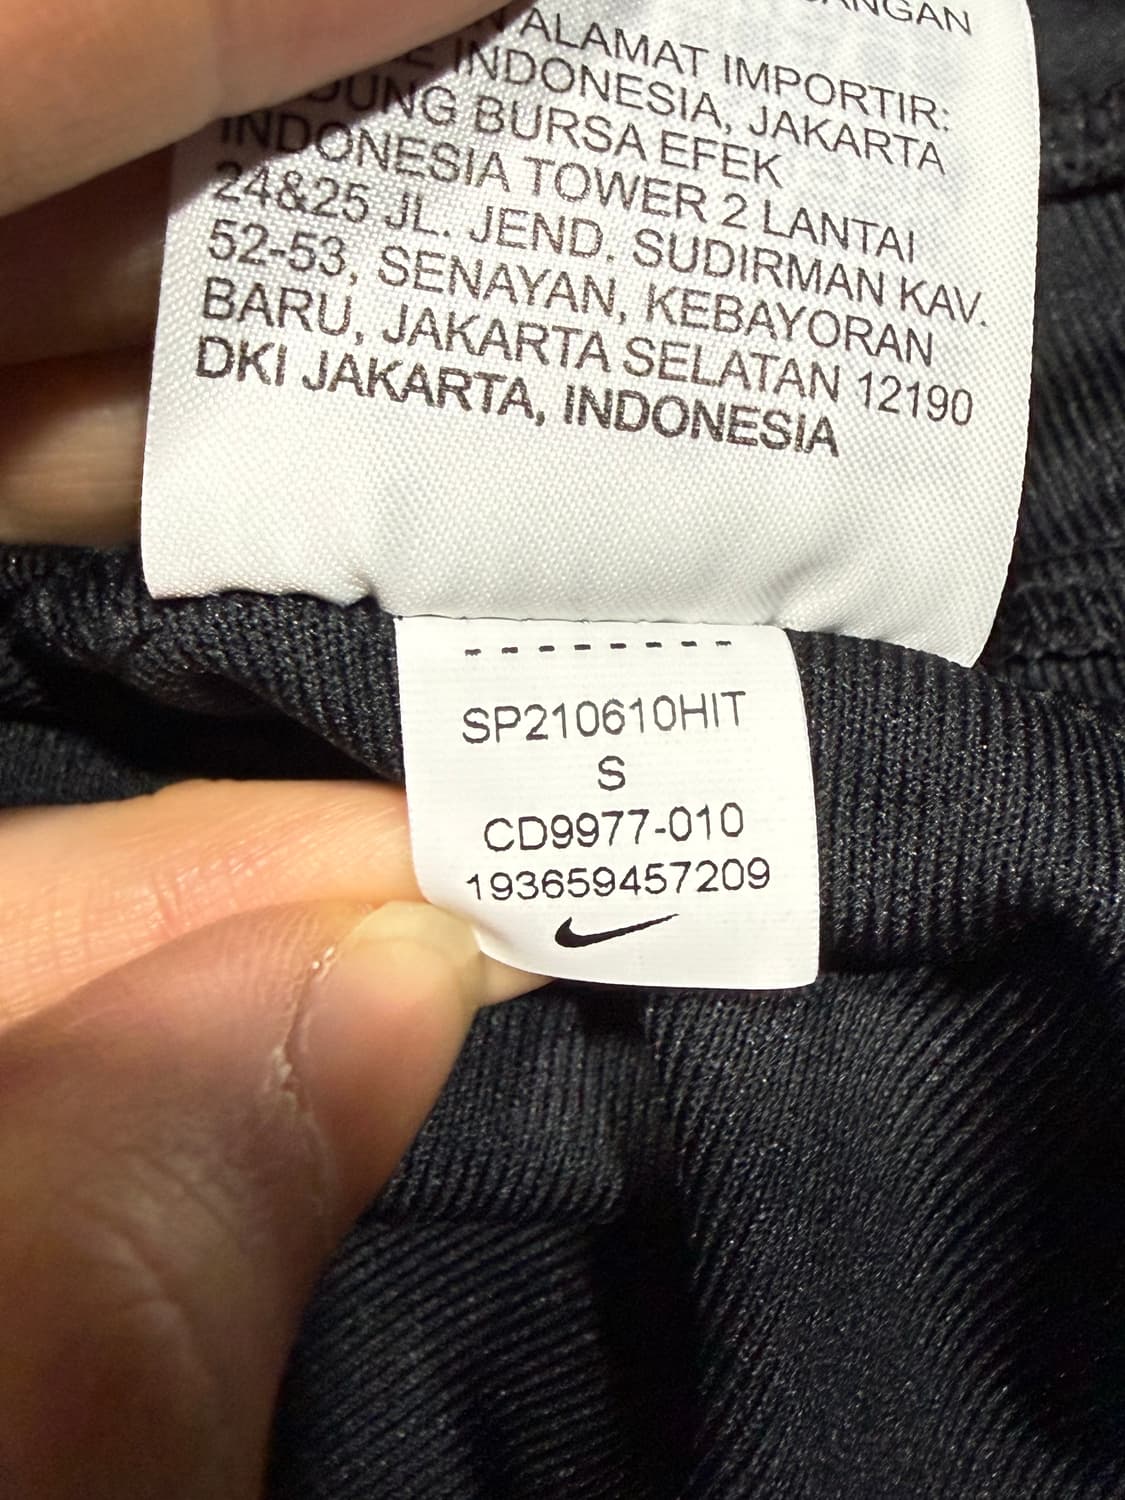 ALAMAT IMPORTIR:
INDONESIA, JAKARTA
BURSA EFEK
INDONESIA TOWER 2 LANTAI
24&25 JL. JEND. SUDIRMAN KAV.
52-53, SENAYAN, KEBAYORAN
BARU, JAKARTA SELATAN 12190
DKI JAKARTA, INDONESIA
SP210610HIT
S
CD9977-010
193659457209